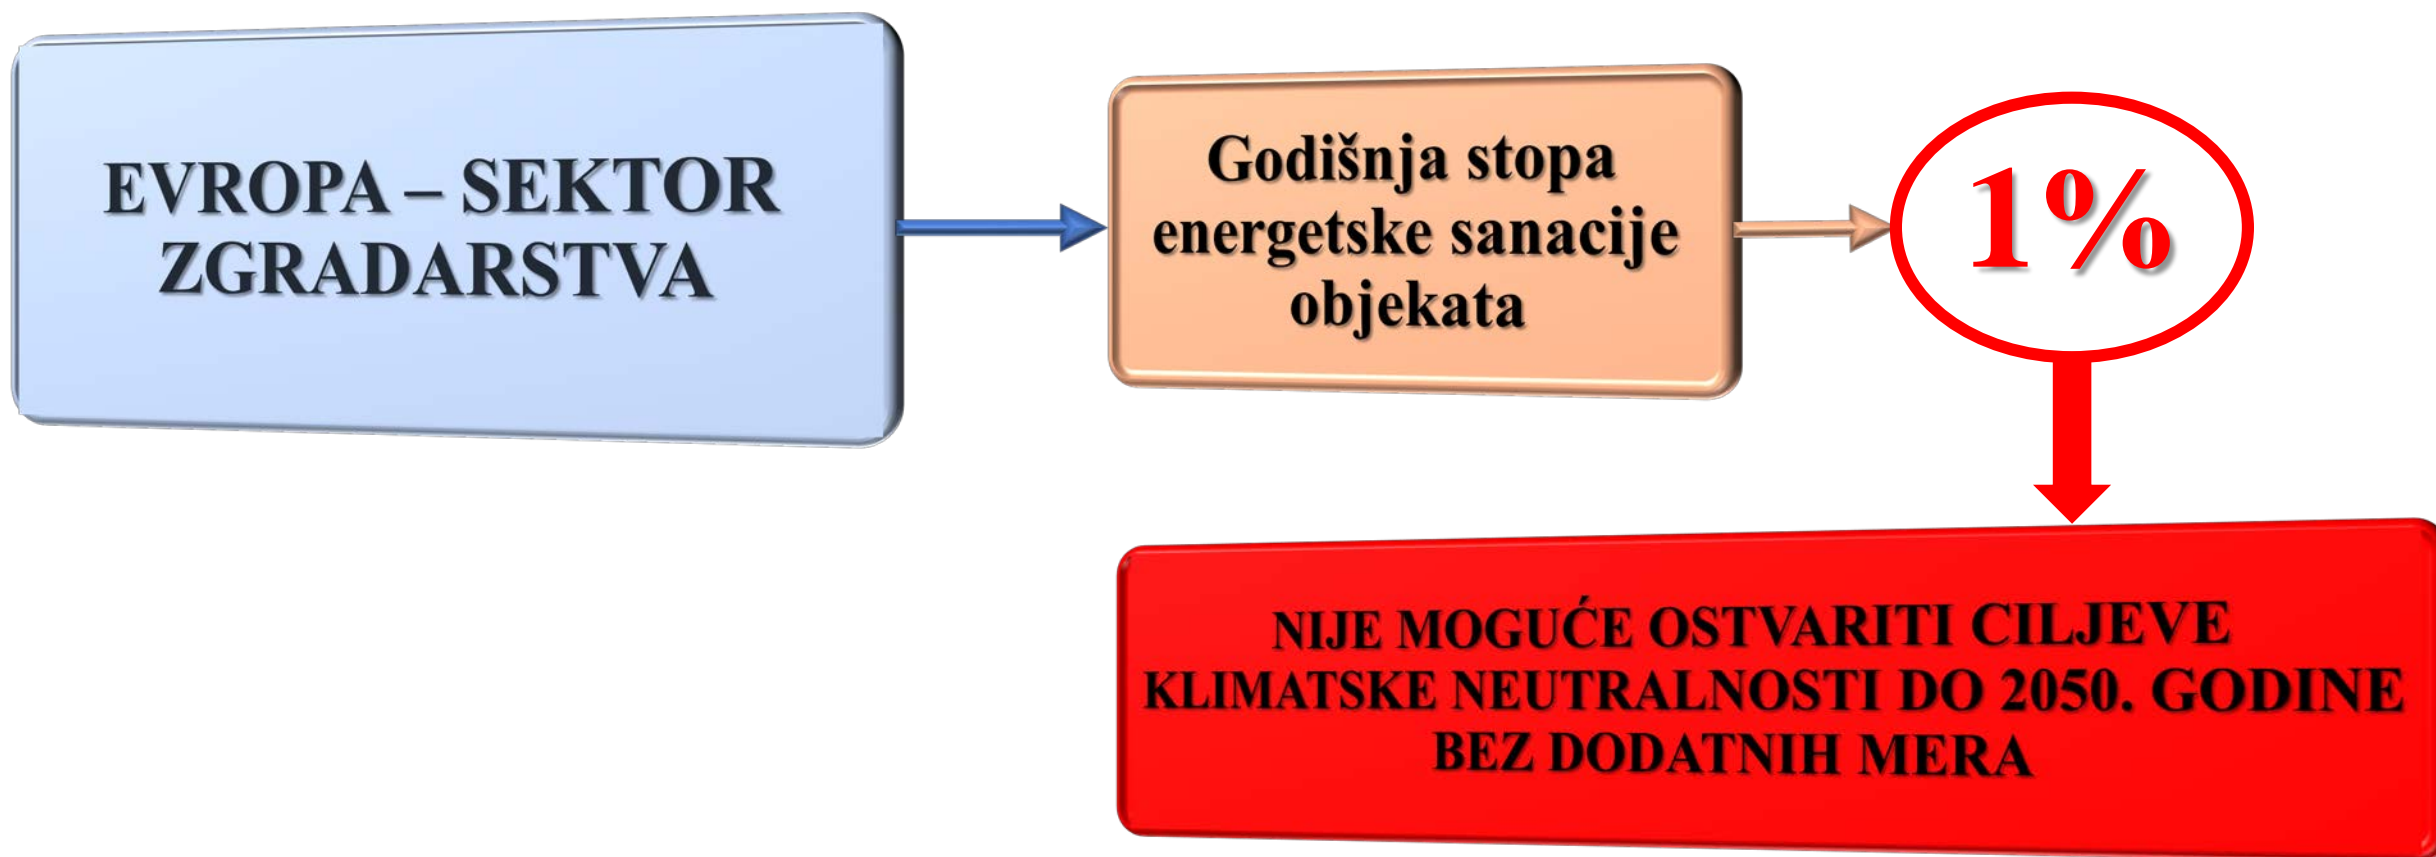 EVROPA – SEKTOR
ZGRADARSTVA
Godišnja stopa
energetske sanacije
objekata
1%
NIJE MOGUĆE OSTVARITI CILJEVE
KLIMATSKE NEUTRALNOSTI DO 2050. GODINE
BEZ DODATNIH MERA